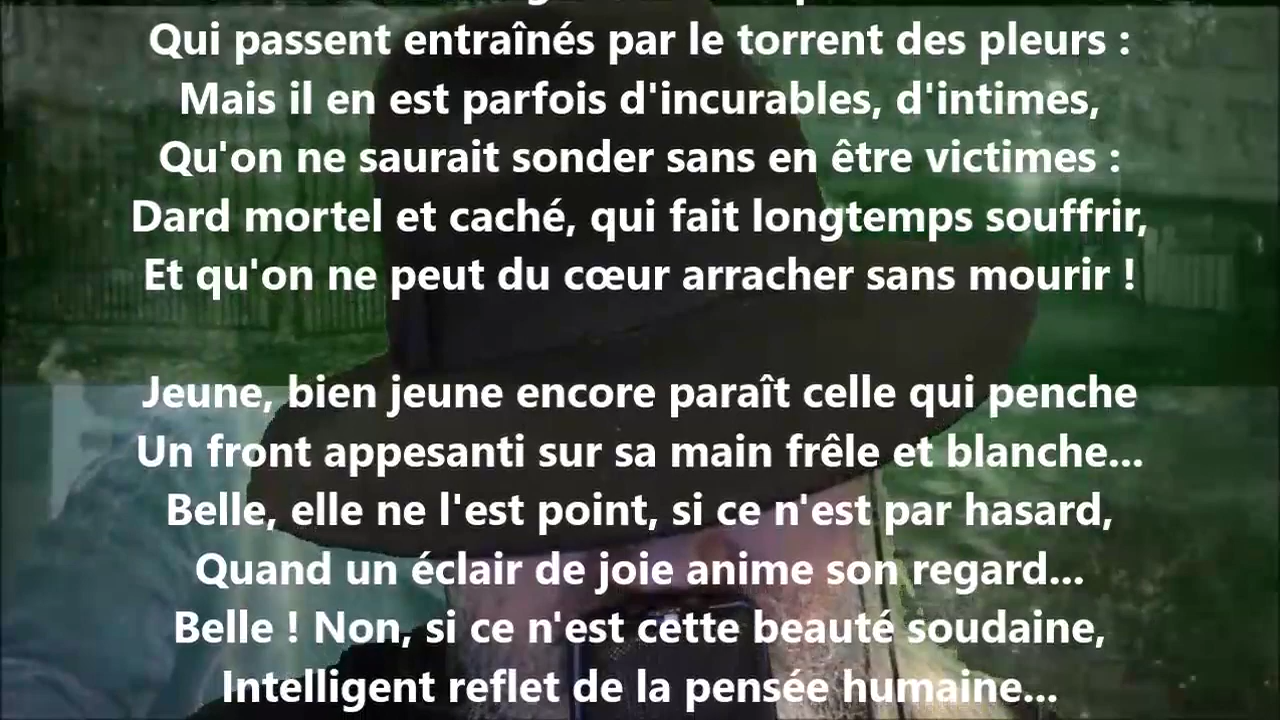 Qui passent entraînés par le torrent des pleurs :
Mais il en est parfois d'incurables, d'intimes,
Qu'on ne saurait sonder sans en être victimes :
Dard mortel et caché, qui fait longtemps souffrir,
Et qu'on ne peut du cœur arracher sans mourir !
Jeune, bien jeune encore paraît celle qui penche
Un front appesanti sur sa main frêle et blanche...
Belle, elle ne l'est point, si ce n'est par hasard,
Quand un éclair de joie anime son regard...
Belle ! Non, si ce n'est cette beauté soudaine,
Intelligent reflet de la pensée humaine...